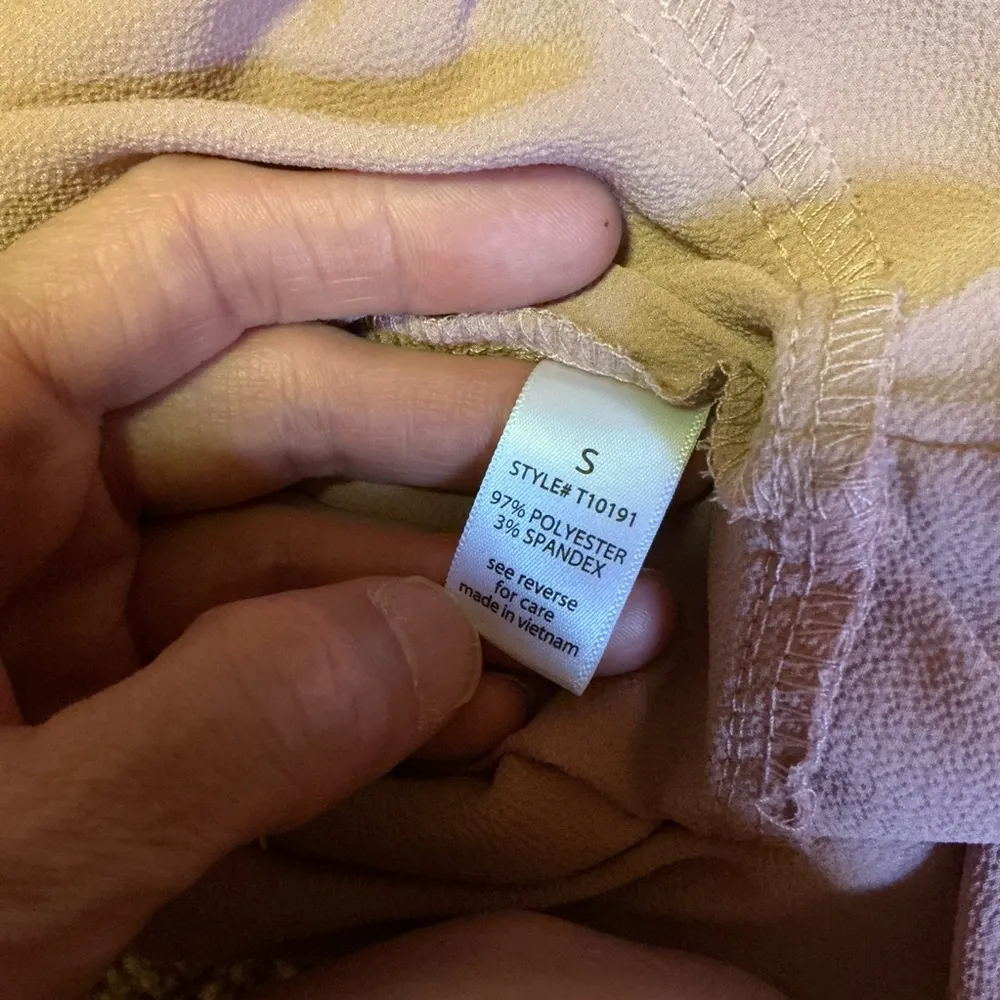 S
STYLE# T10191
97% POLYESTER
3% SPANDEX
see reverse
for care
made in vietnam